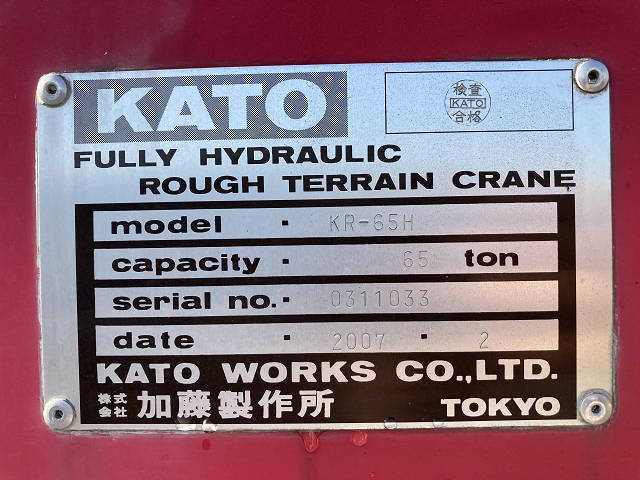 KATO
検査
KATO
合格
FULLY HYDRAULIC
ROUGH TERRAIN CRANE
model ・ KR-65H
capacity ・ 65 ton
serial no. ・ 0311033
date ・ 2007 ・ 2
KATO WORKS CO.,LTD.
株式会社 加藤製作所 TOKYO